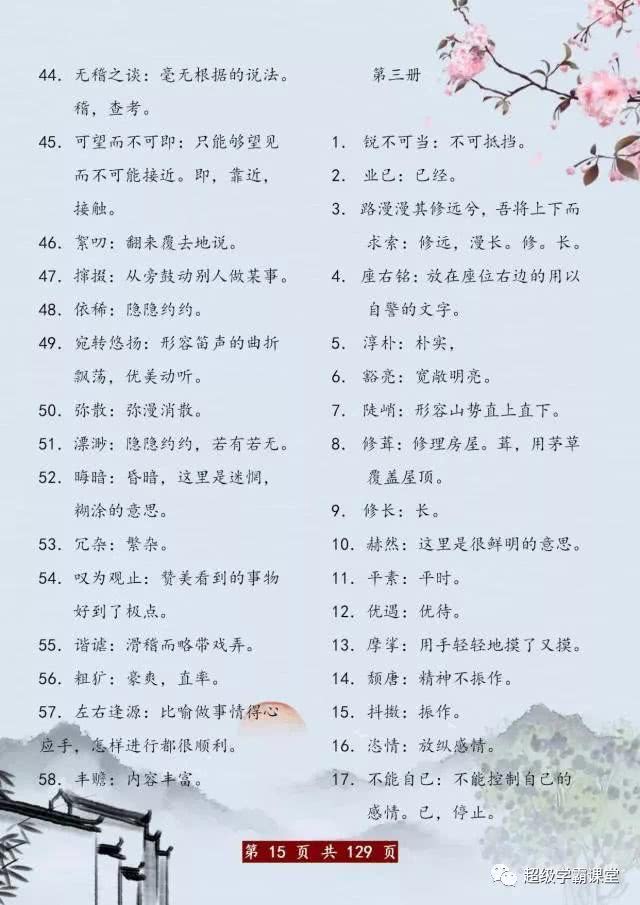 44. 无稽之谈：毫无根据的说法。
稽，查考。
45. 可望而不可即：只能够望见
而不可能接近。即，靠近，
接触。
46. 絮叨：翻来覆去地说。
47. 撺掇：从旁鼓动别人做某事。
48. 依稀：隐隐约约。
49. 宛转悠扬：形容笛声的曲折
飘荡，优美动听。
50. 弥散：弥漫消散。
51. 漂渺：隐隐约约，若有若无。
52. 晦暗：昏暗，这里是迷惘，
糊涂的意思。
53. 冗杂：繁杂。
54. 叹为观止：赞美看到的事物
好到了极点。
55. 谐谑：滑稽而略带戏弄。
56. 粗犷：豪爽，直率。
57. 左右逢源：比喻做事情得心
应手，怎样进行都很顺利。
58. 丰赡：内容丰富。
第三册
1. 锐不可当：不可抵挡。
2. 业已：已经。
3. 路漫漫其修远兮，吾将上下而
求索：修远，漫长。修。长。
4. 座右铭：放在座位右边的用以
自警的文字。
5. 淳朴：朴实，
6. 豁亮：宽敞明亮。
7. 陡峭：形容山势直上直下。
8. 修葺：修理房屋。葺，用茅草
覆盖屋顶。
9. 修长：长。
10. 赫然：这里是很鲜明的意思。
11. 平素：平时。
12. 优遇：优待。
13. 摩挲：用手轻轻地摸了又摸。
14. 颓唐：精神不振作。
15. 抖擞：振作。
16. 恣情：放纵感情。
17. 不能自已：不能控制自己的
感情。已，停止。
第 15 页 共 129 页
超级学霸课堂